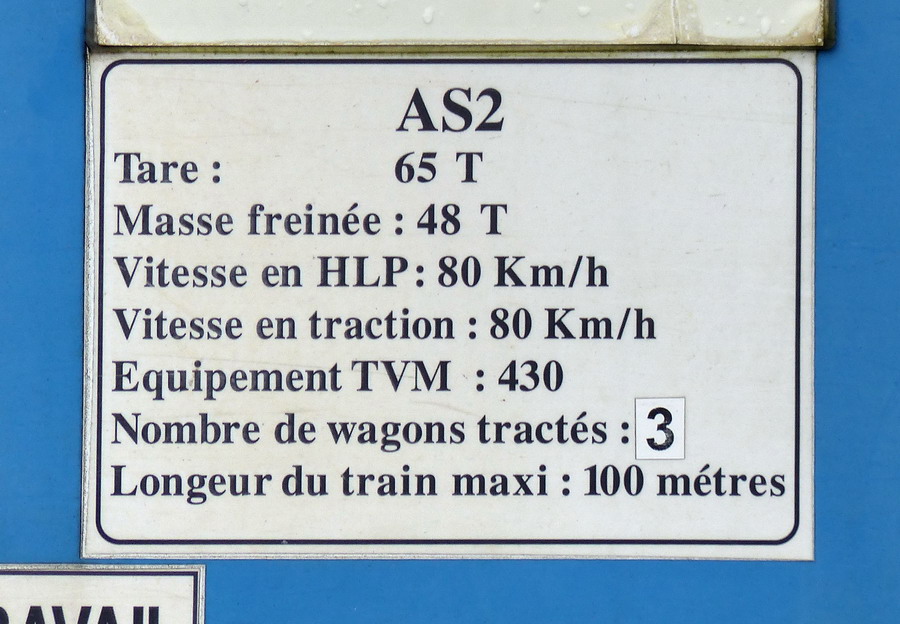 AS2
Tare : 65 T
Masse freinée : 48 T
Vitesse en HLP : 80 Km/h
Vitesse en traction : 80 Km/h
Equipement TVM : 430
Nombre de wagons tractés : 3
Longeur du train maxi : 100 métres